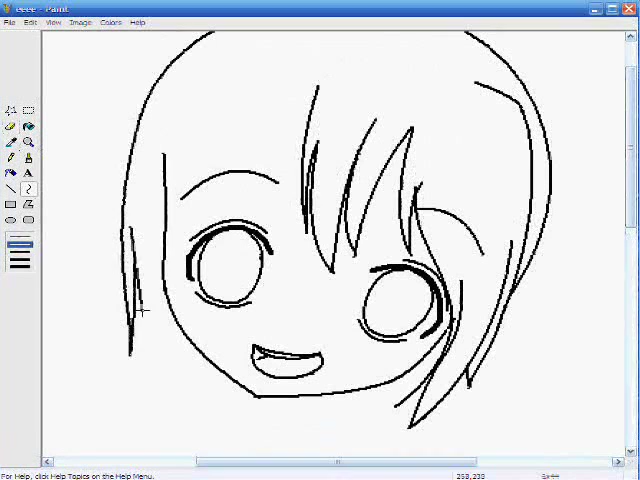 eeee - Paint
File Edit View Image Colors Help
A
For Help, click Help Topics on the Help Menu.